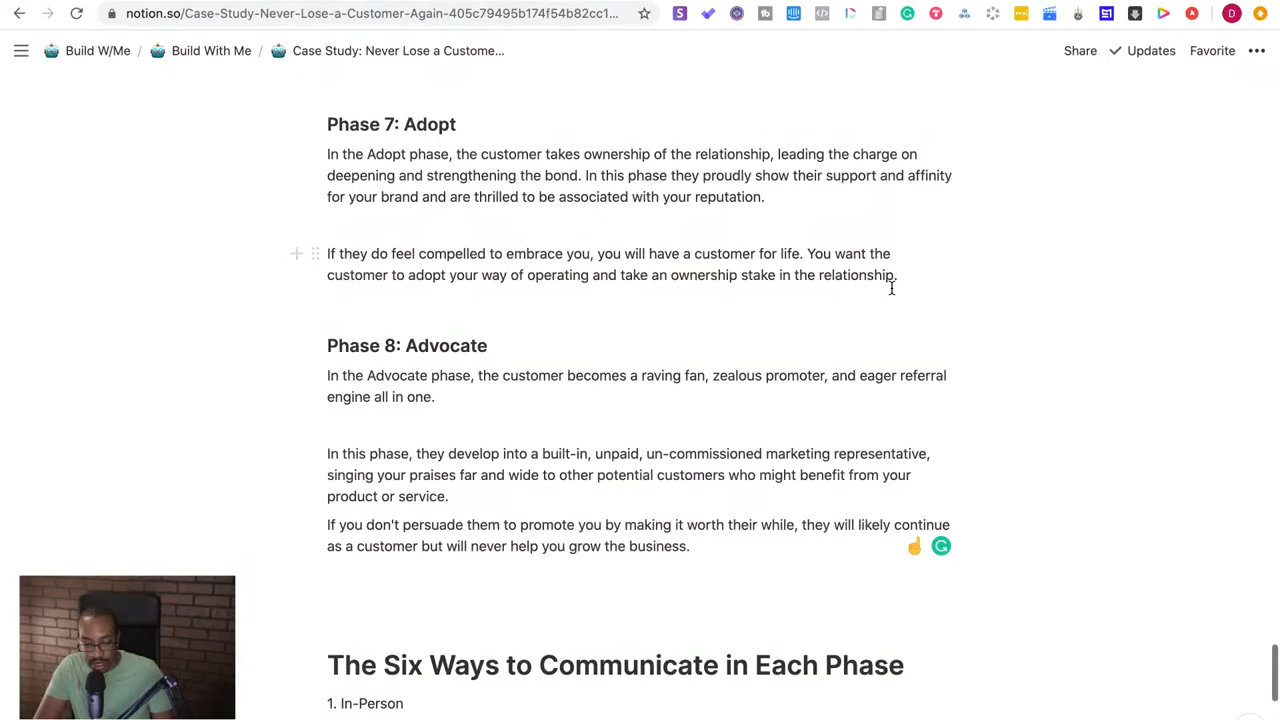 notion.so/Case-Study-Never-Lose-a-Customer-Again-405c79495b174f54b82cc1...
Build W/Me / Build With Me / Case Study: Never Lose a Custome...
Share Updates Favorite
Phase 7: Adopt
In the Adopt phase, the customer takes ownership of the relationship, leading the charge on
deepening and strengthening the bond. In this phase they proudly show their support and affinity
for your brand and are thrilled to be associated with your reputation.
If they do feel compelled to embrace you, you will have a customer for life. You want the
customer to adopt your way of operating and take an ownership stake in the relationship.
Phase 8: Advocate
In the Advocate phase, the customer becomes a raving fan, zealous promoter, and eager referral
engine all in one.
In this phase, they develop into a built-in, unpaid, un-commissioned marketing representative,
singing your praises far and wide to other potential customers who might benefit from your
product or service.
If you don't persuade them to promote you by making it worth their while, they will likely continue
as a customer but will never help you grow the business.
The Six Ways to Communicate in Each Phase
1. In-Person